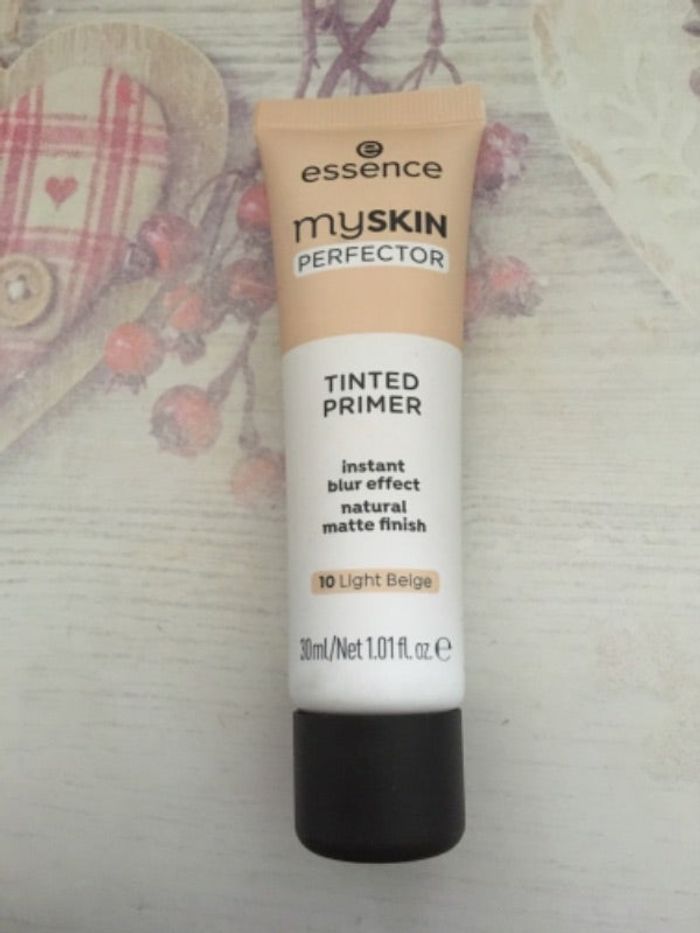 essence
mySKIN
PERFECTOR
TINTED
PRIMER
instant
blur effect
natural
matte finish
10 Light Beige
30ml/Net 1.01 fl. oz. ℮